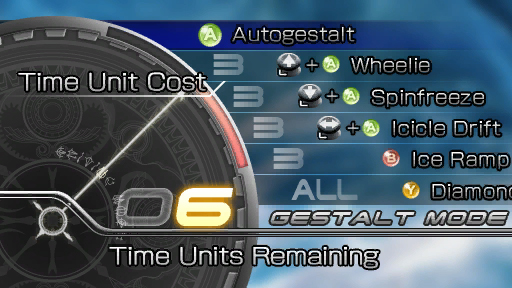 A Autogestalt
Time Unit Cost
3 L + A Wheelie
3 L + A Spinfreeze
3 L + A Icicle Drift
3 B Ice Ramp
ALL Y Diamond
06 GESTALT MODE
Time Units Remaining